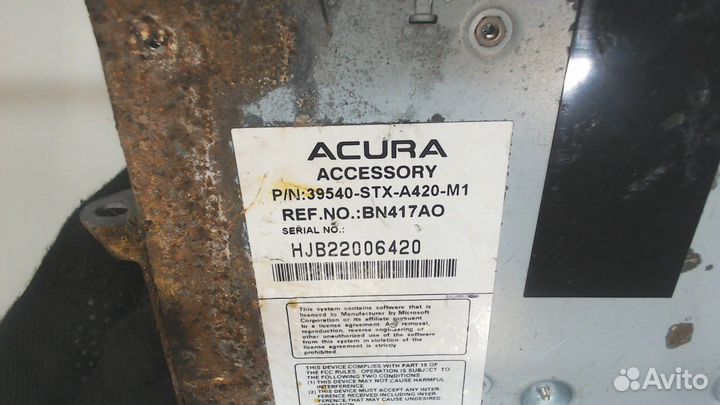 ACURA
ACCESSORY
P/N:39540-STX-A420-M1
REF.NO.:BN417AO
SERIAL NO.:
HJB22006420
This system contains software that is
licensed to Manufacturer by Microsoft
Corporation or its affiliate pursuant
to a license agreement. Any removal,
reproduction, reverse engineering or
other unauthorized use of the software
from this system in violation of the
license agreement is strictly
prohibited
THIS DEVICE COMPLIES WITH PART 15 OF
THE FCC RULES. OPERATION IS SUBJECT TO
THE FOLLOWING TWO CONDITIONS:
(1) THIS DEVICE MAY NOT CAUSE HARMFUL
INTERFERENCE.
(2) THIS DEVICE MUST ACCEPT ANY INTER-
FERENCE RECEIVED INCLUDING INTER-
FERENCE THAT MAY CAUSE UNDESIRED
Avito